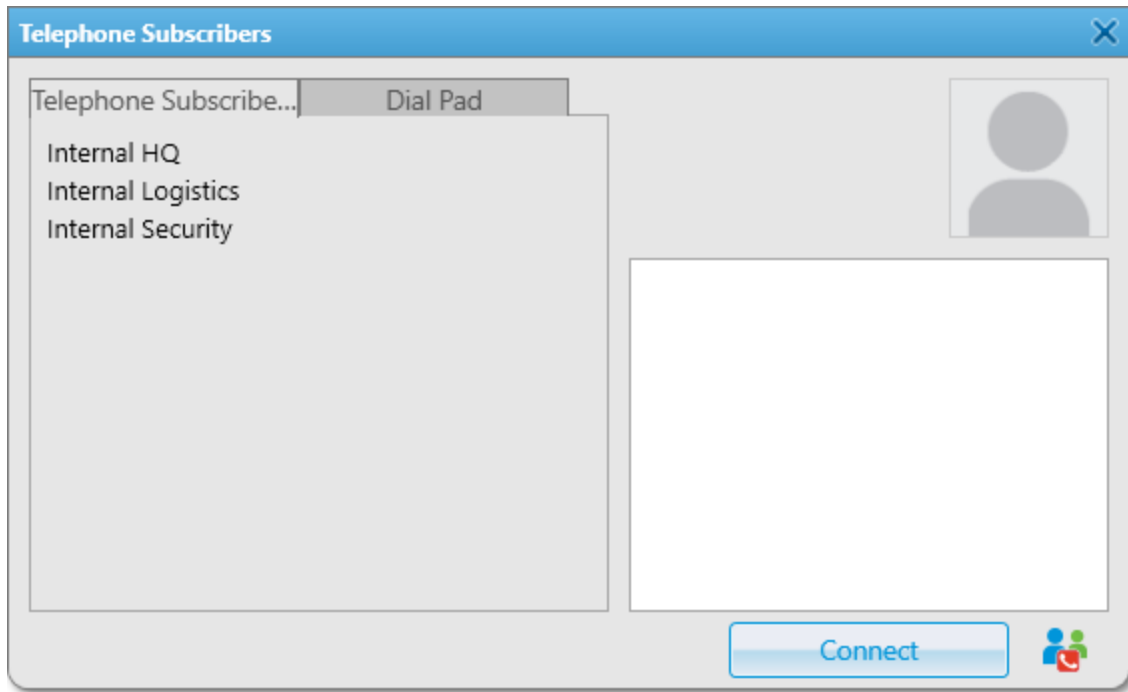 Telephone Subscribers
Telephone Subscribe...
Dial Pad
Internal HQ
Internal Logistics
Internal Security
Connect